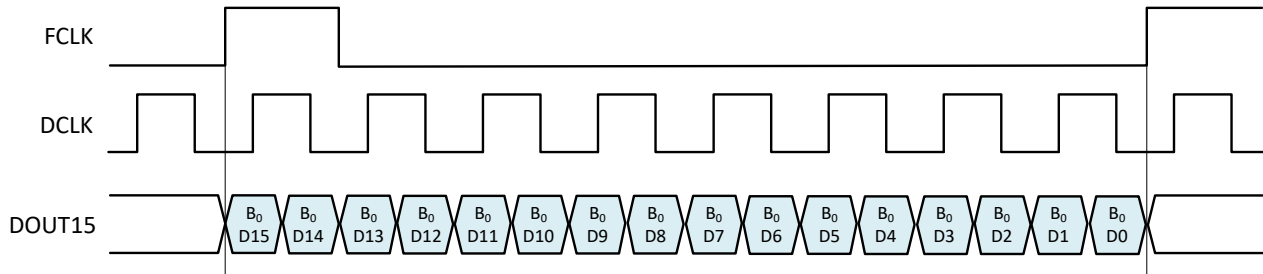 FCLK
DCLK
DOUT15
B₀ B₀ B₀ B₀ B₀ B₀ B₀ B₀ B₀ B₀ B₀ B₀ B₀ B₀ B₀ B₀
D15 D14 D13 D12 D11 D10 D9 D8 D7 D6 D5 D4 D3 D2 D1 D0